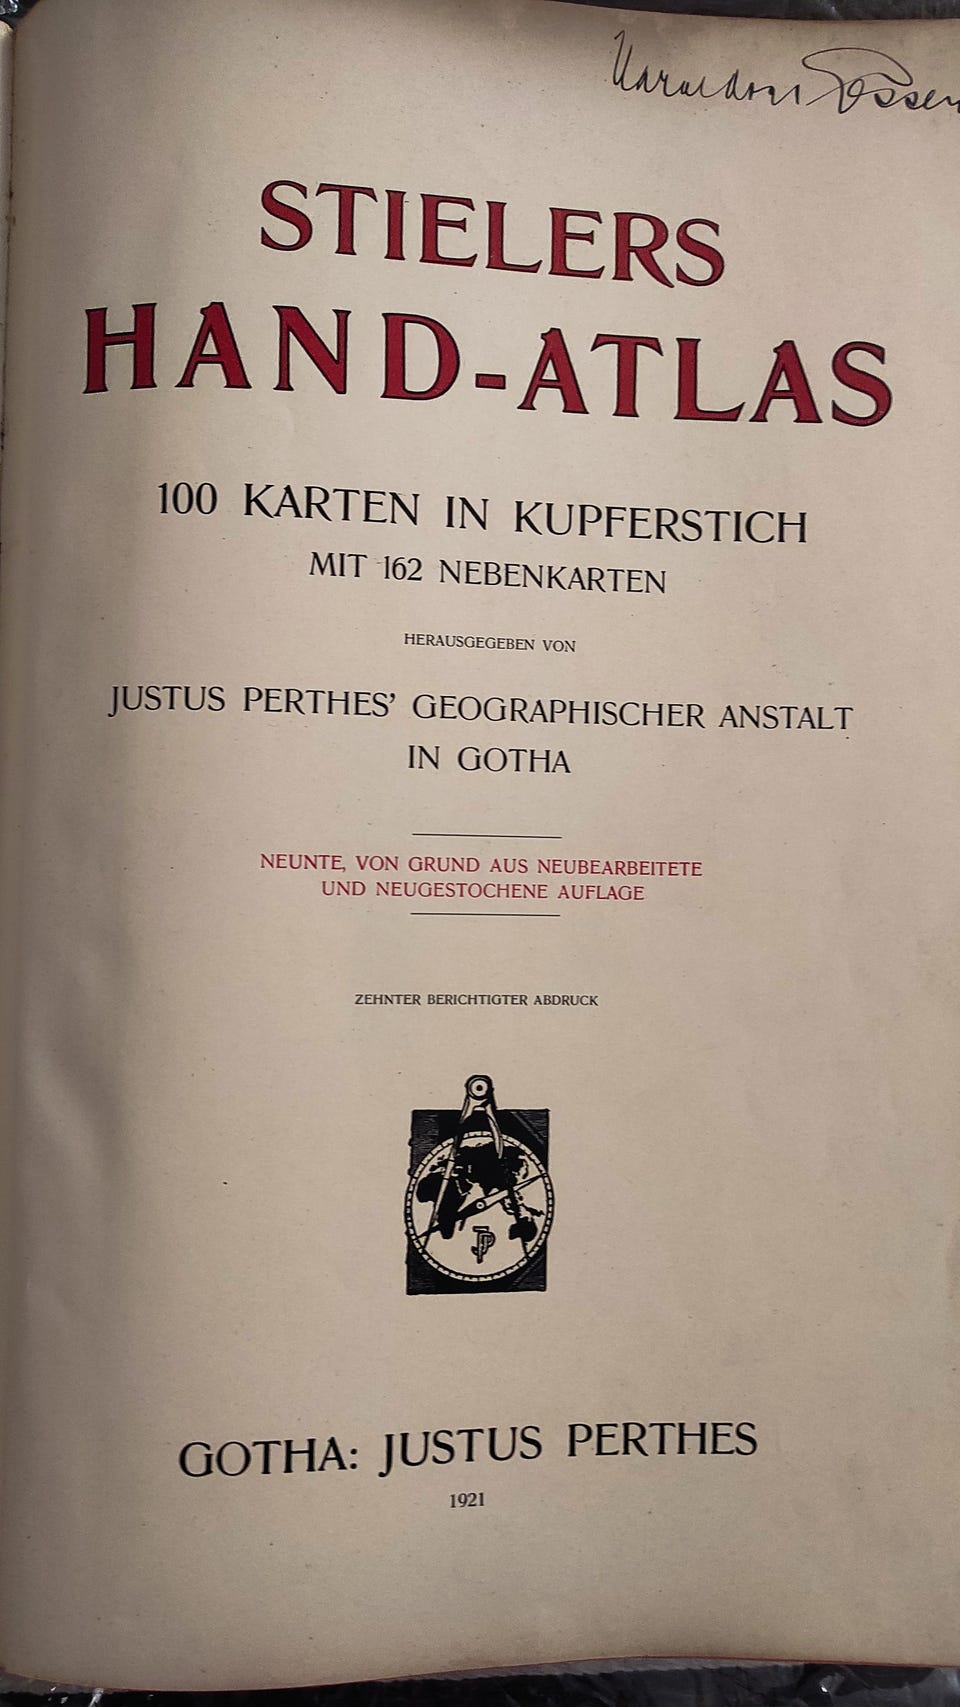 STIELERS
HAND-ATLAS
100 KARTEN IN KUPFERSTICH
MIT 162 NEBENKARTEN
HERAUSGEGEBEN VON
JUSTUS PERTHES' GEOGRAPHISCHER ANSTALT
IN GOTHA
NEUNTE, VON GRUND AUS NEUBEARBEITETE
UND NEUGESTOCHENE AUFLAGE
ZEHNTER BERICHTIGTER ABDRUCK
JP
GOTHA: JUSTUS PERTHES
1921